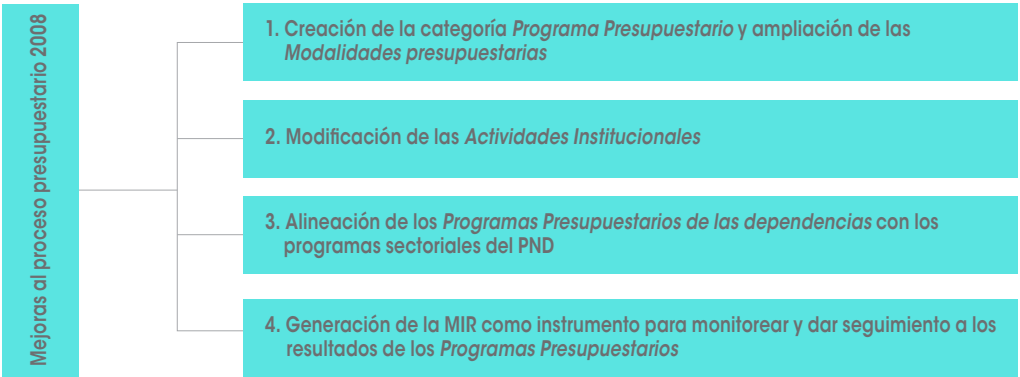 Mejoras al proceso presupuestario 2008
1. Creación de la categoría Programa Presupuestario y ampliación de las
Modalidades presupuestarias
2. Modificación de las Actividades Institucionales
3. Alineación de los Programas Presupuestarios de las dependencias con los
programas sectoriales del PND
4. Generación de la MIR como instrumento para monitorear y dar seguimiento a los
resultados de los Programas Presupuestarios